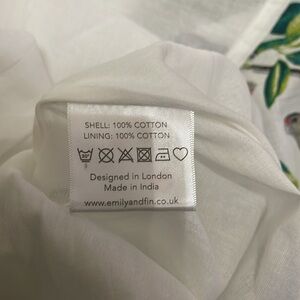 SHELL: 100% COTTON
LINING: 100% COTTON
Designed in London
Made in India
www.emilyandfin.co.uk